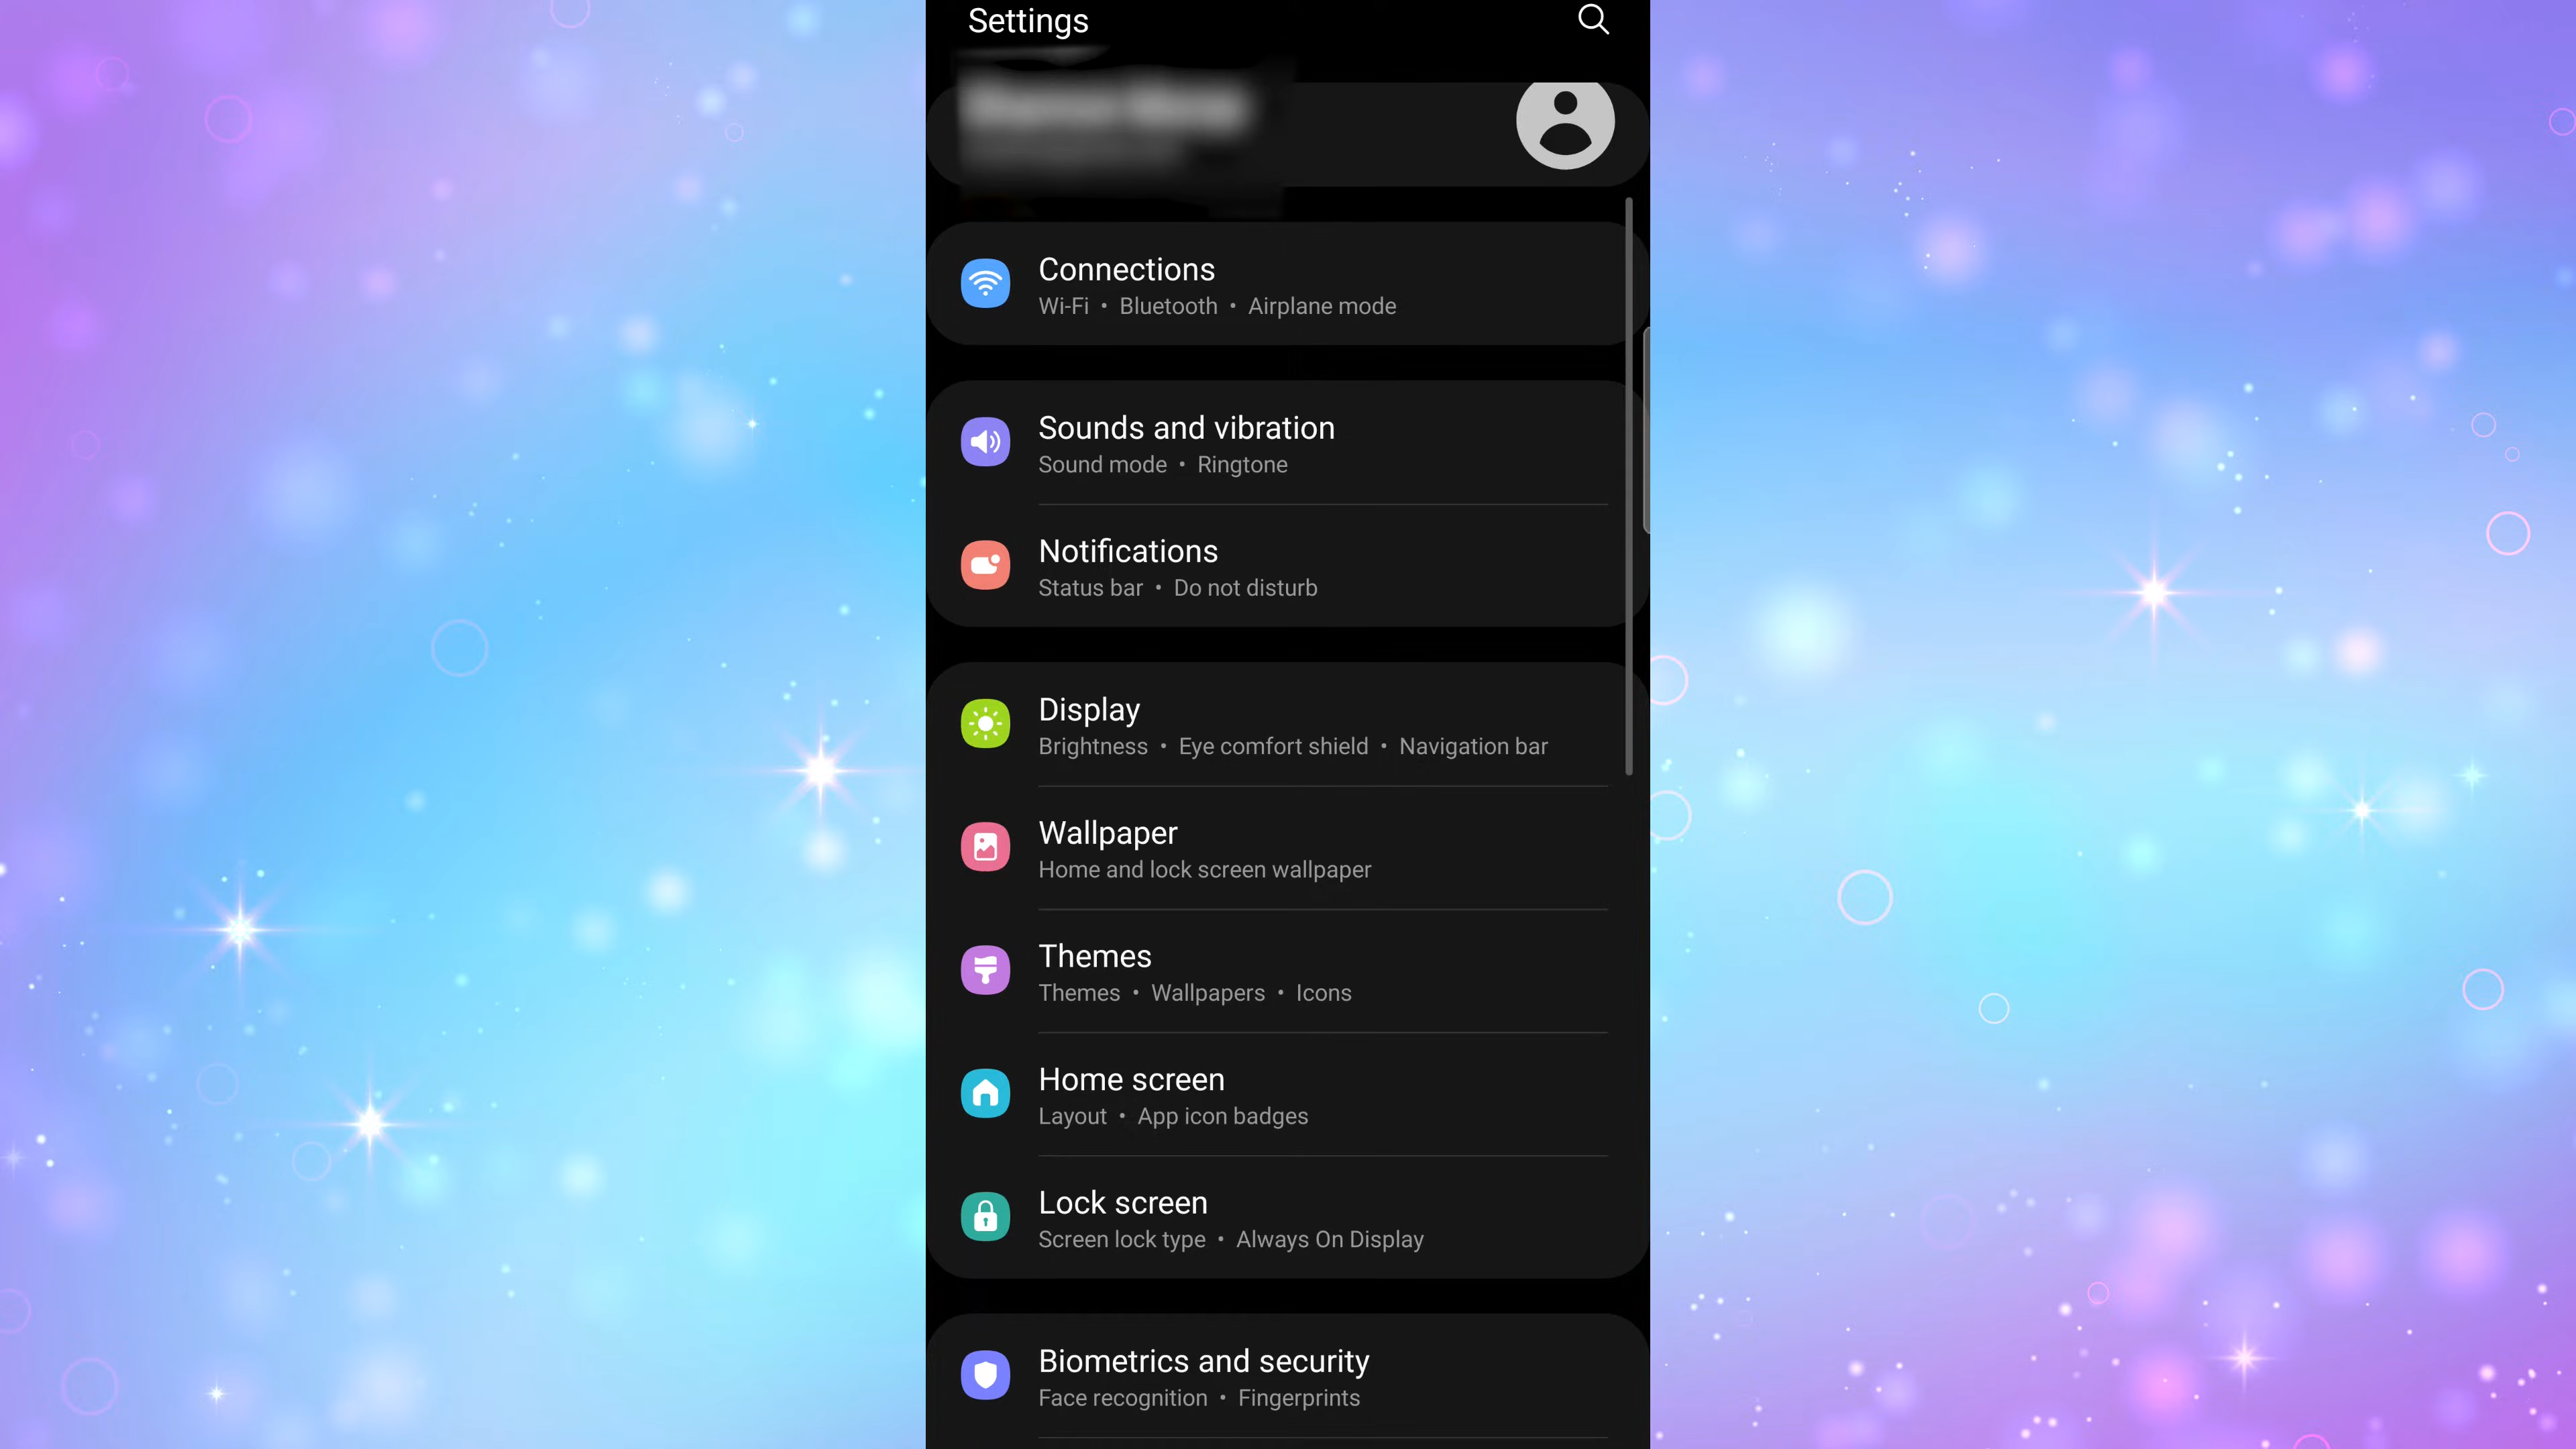 Settings
Connections
Wi-Fi • Bluetooth • Airplane mode
Sounds and vibration
Sound mode • Ringtone
Notifications
Status bar • Do not disturb
Display
Brightness • Eye comfort shield • Navigation bar
Wallpaper
Home and lock screen wallpaper
Themes
Themes • Wallpapers • Icons
Home screen
Layout • App icon badges
Lock screen
Screen lock type • Always On Display
Biometrics and security
Face recognition • Fingerprints